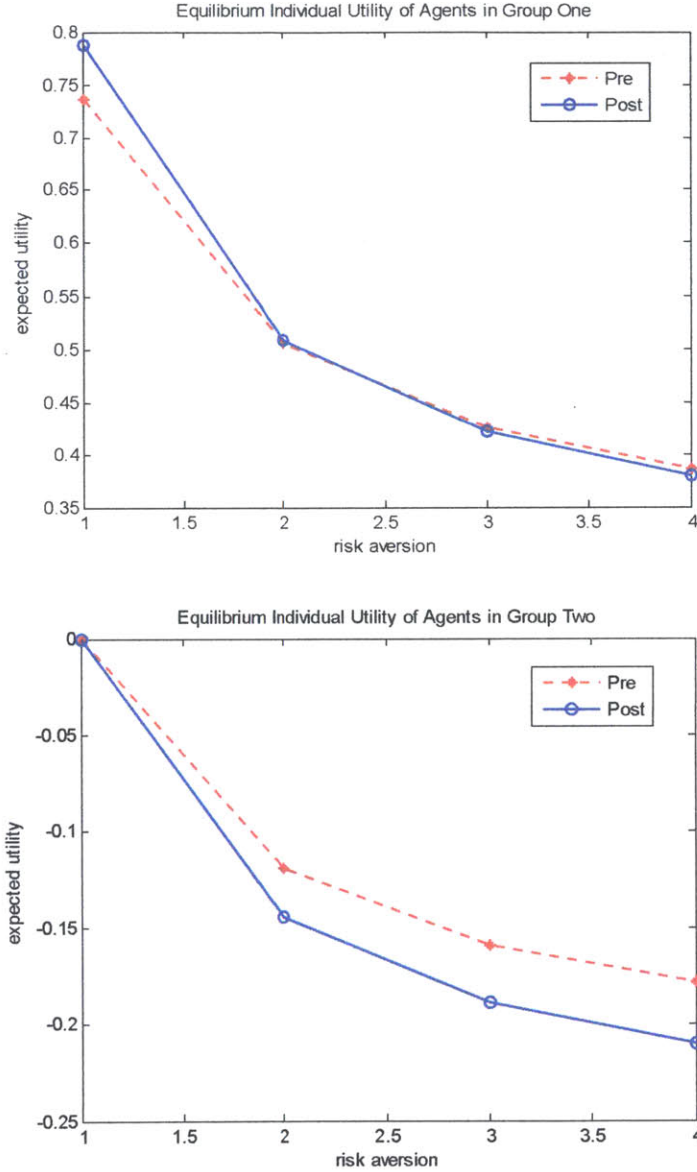 Equilibrium Individual Utility of Agents in Group One
0.8
0.75
0.7
0.65
0.6
0.55
0.5
0.45
0.4
0.35
expected utility
Pre
Post
1 1.5 2 2.5 3 3.5 4
risk aversion
Equilibrium Individual Utility of Agents in Group Two
0
-0.05
-0.1
-0.15
-0.2
-0.25
expected utility
Pre
Post
1 1.5 2 2.5 3 3.5 4
risk aversion